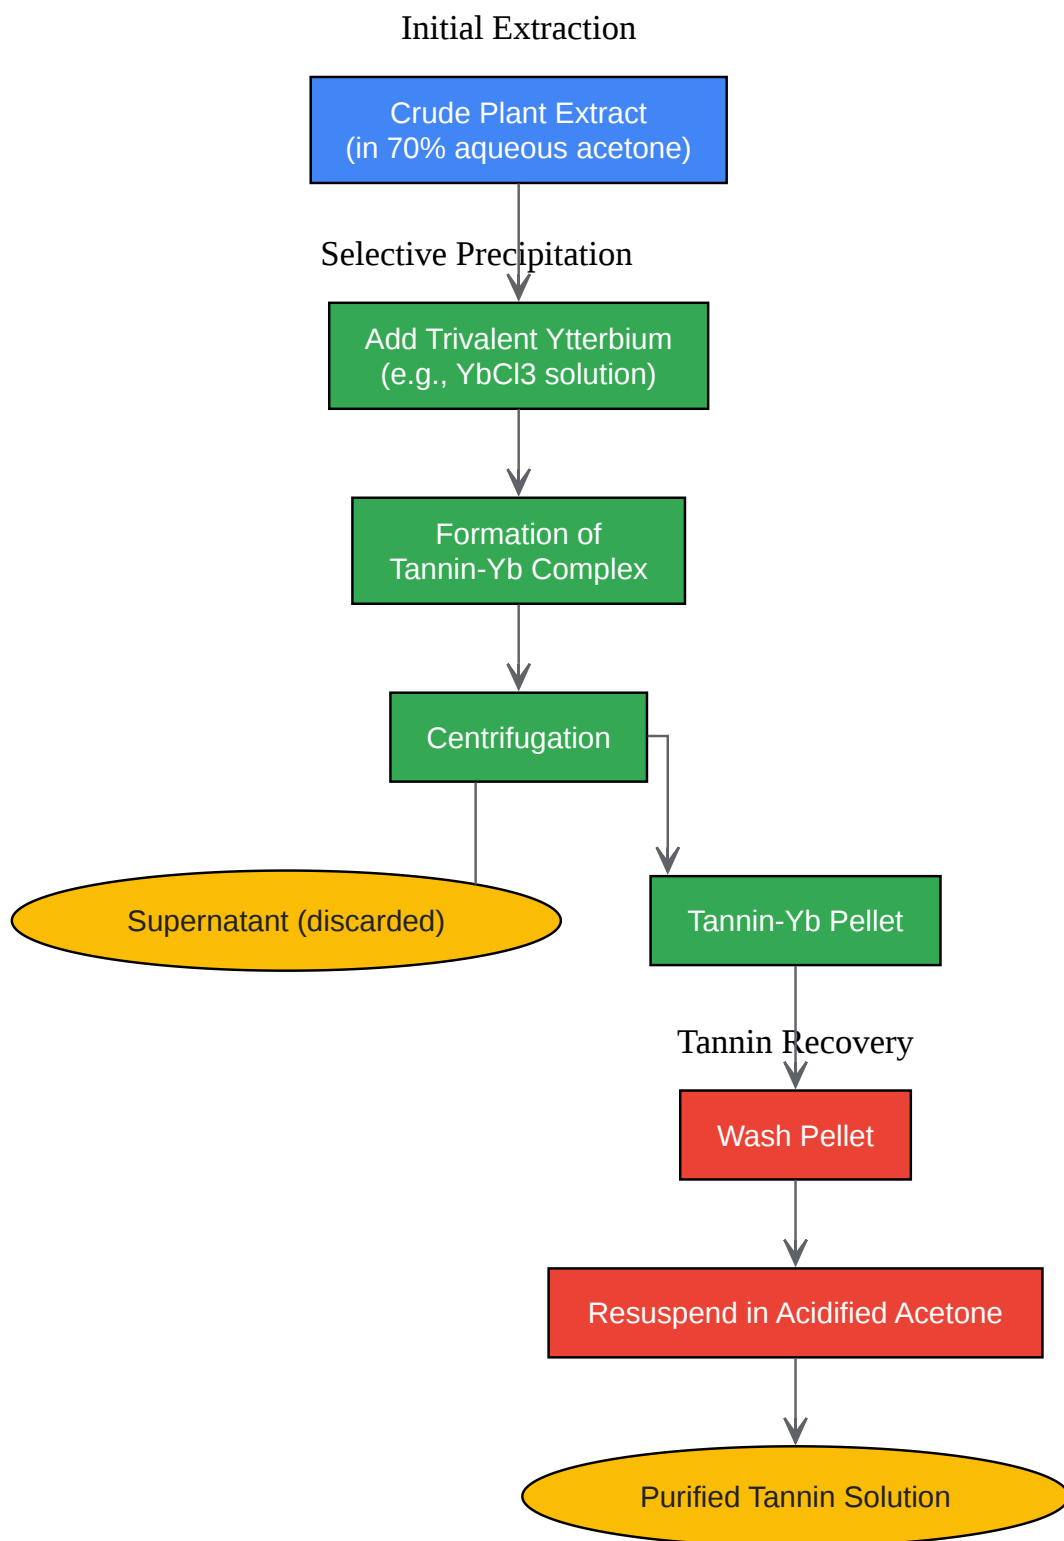 Initial Extraction
Crude Plant Extract
(in 70% aqueous acetone)
Selective Precipitation
Add Trivalent Ytterbium
(e.g., YbCl3 solution)
Formation of
Tannin-Yb Complex
Centrifugation
Supernatant (discarded)
Tannin-Yb Pellet
Tannin Recovery
Wash Pellet
Resuspend in Acidified Acetone
Purified Tannin Solution